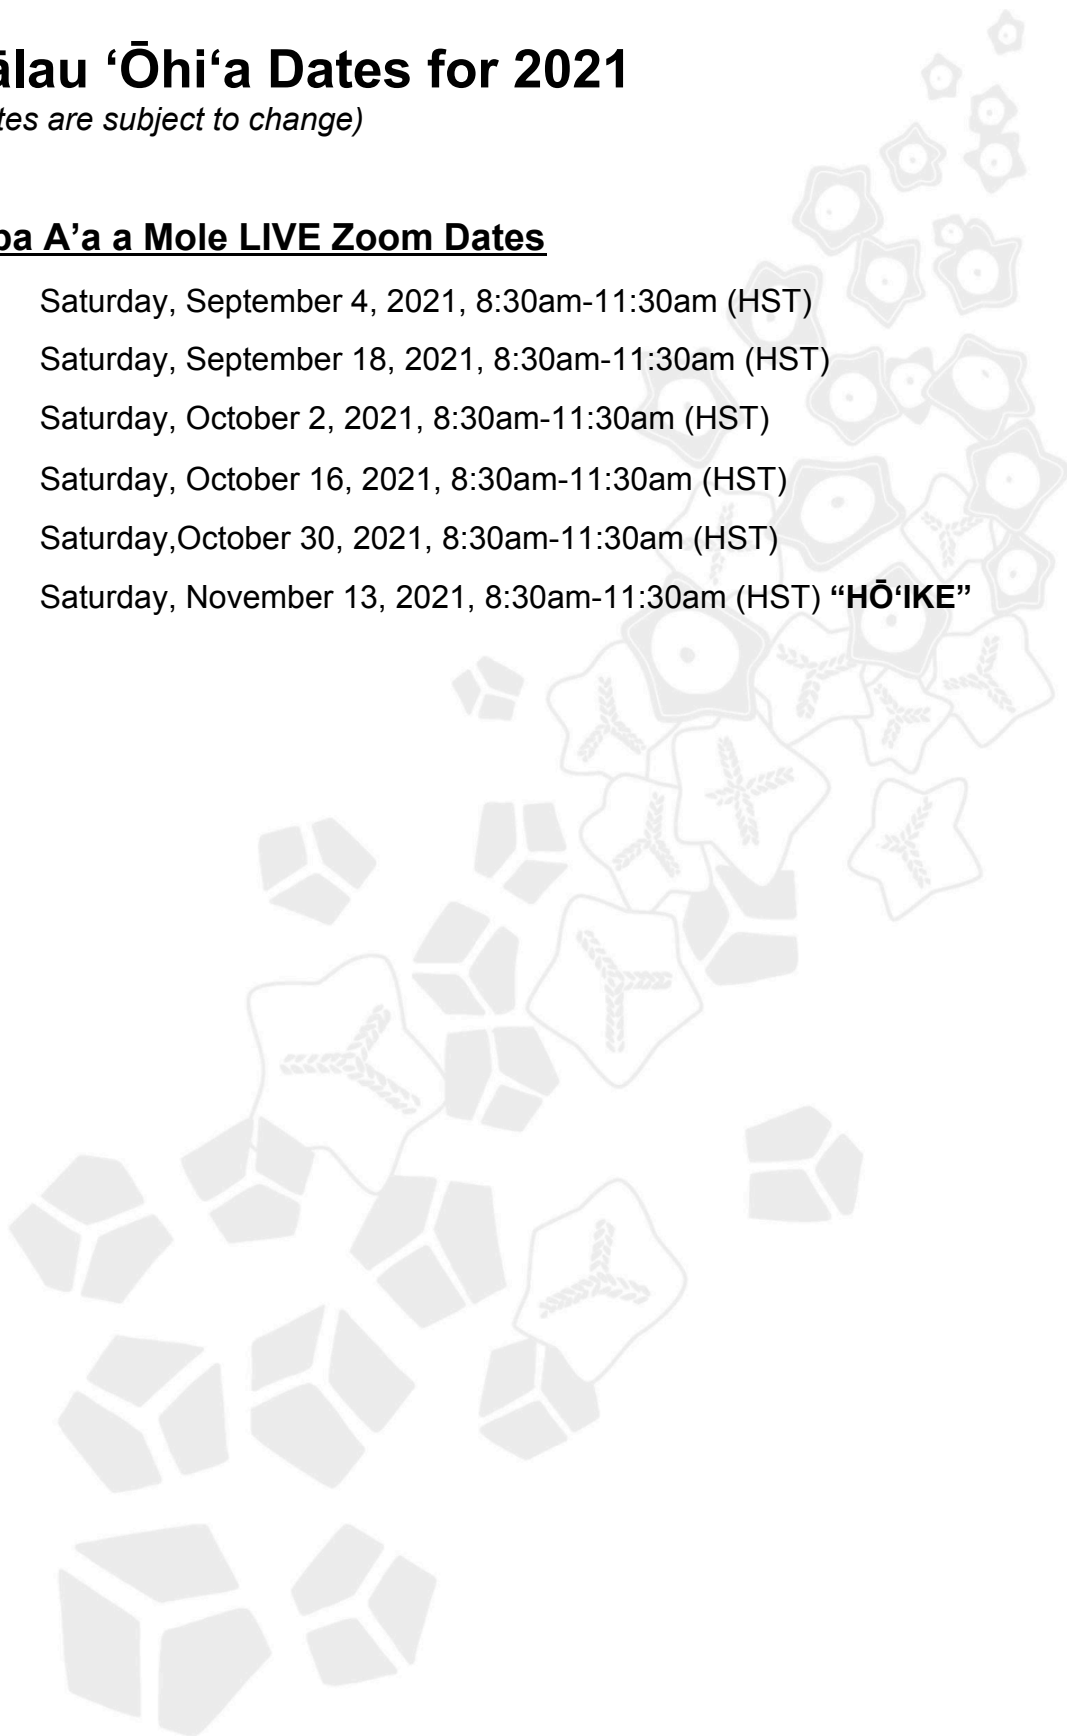 ālau ʻŌhiʻa Dates for 2021
tes are subject to change)
pa A’a a Mole LIVE Zoom Dates
Saturday, September 4, 2021, 8:30am-11:30am (HST)
Saturday, September 18, 2021, 8:30am-11:30am (HST)
Saturday, October 2, 2021, 8:30am-11:30am (HST)
Saturday, October 16, 2021, 8:30am-11:30am (HST)
Saturday,October 30, 2021, 8:30am-11:30am (HST)
Saturday, November 13, 2021, 8:30am-11:30am (HST) “HŌʻIKE”